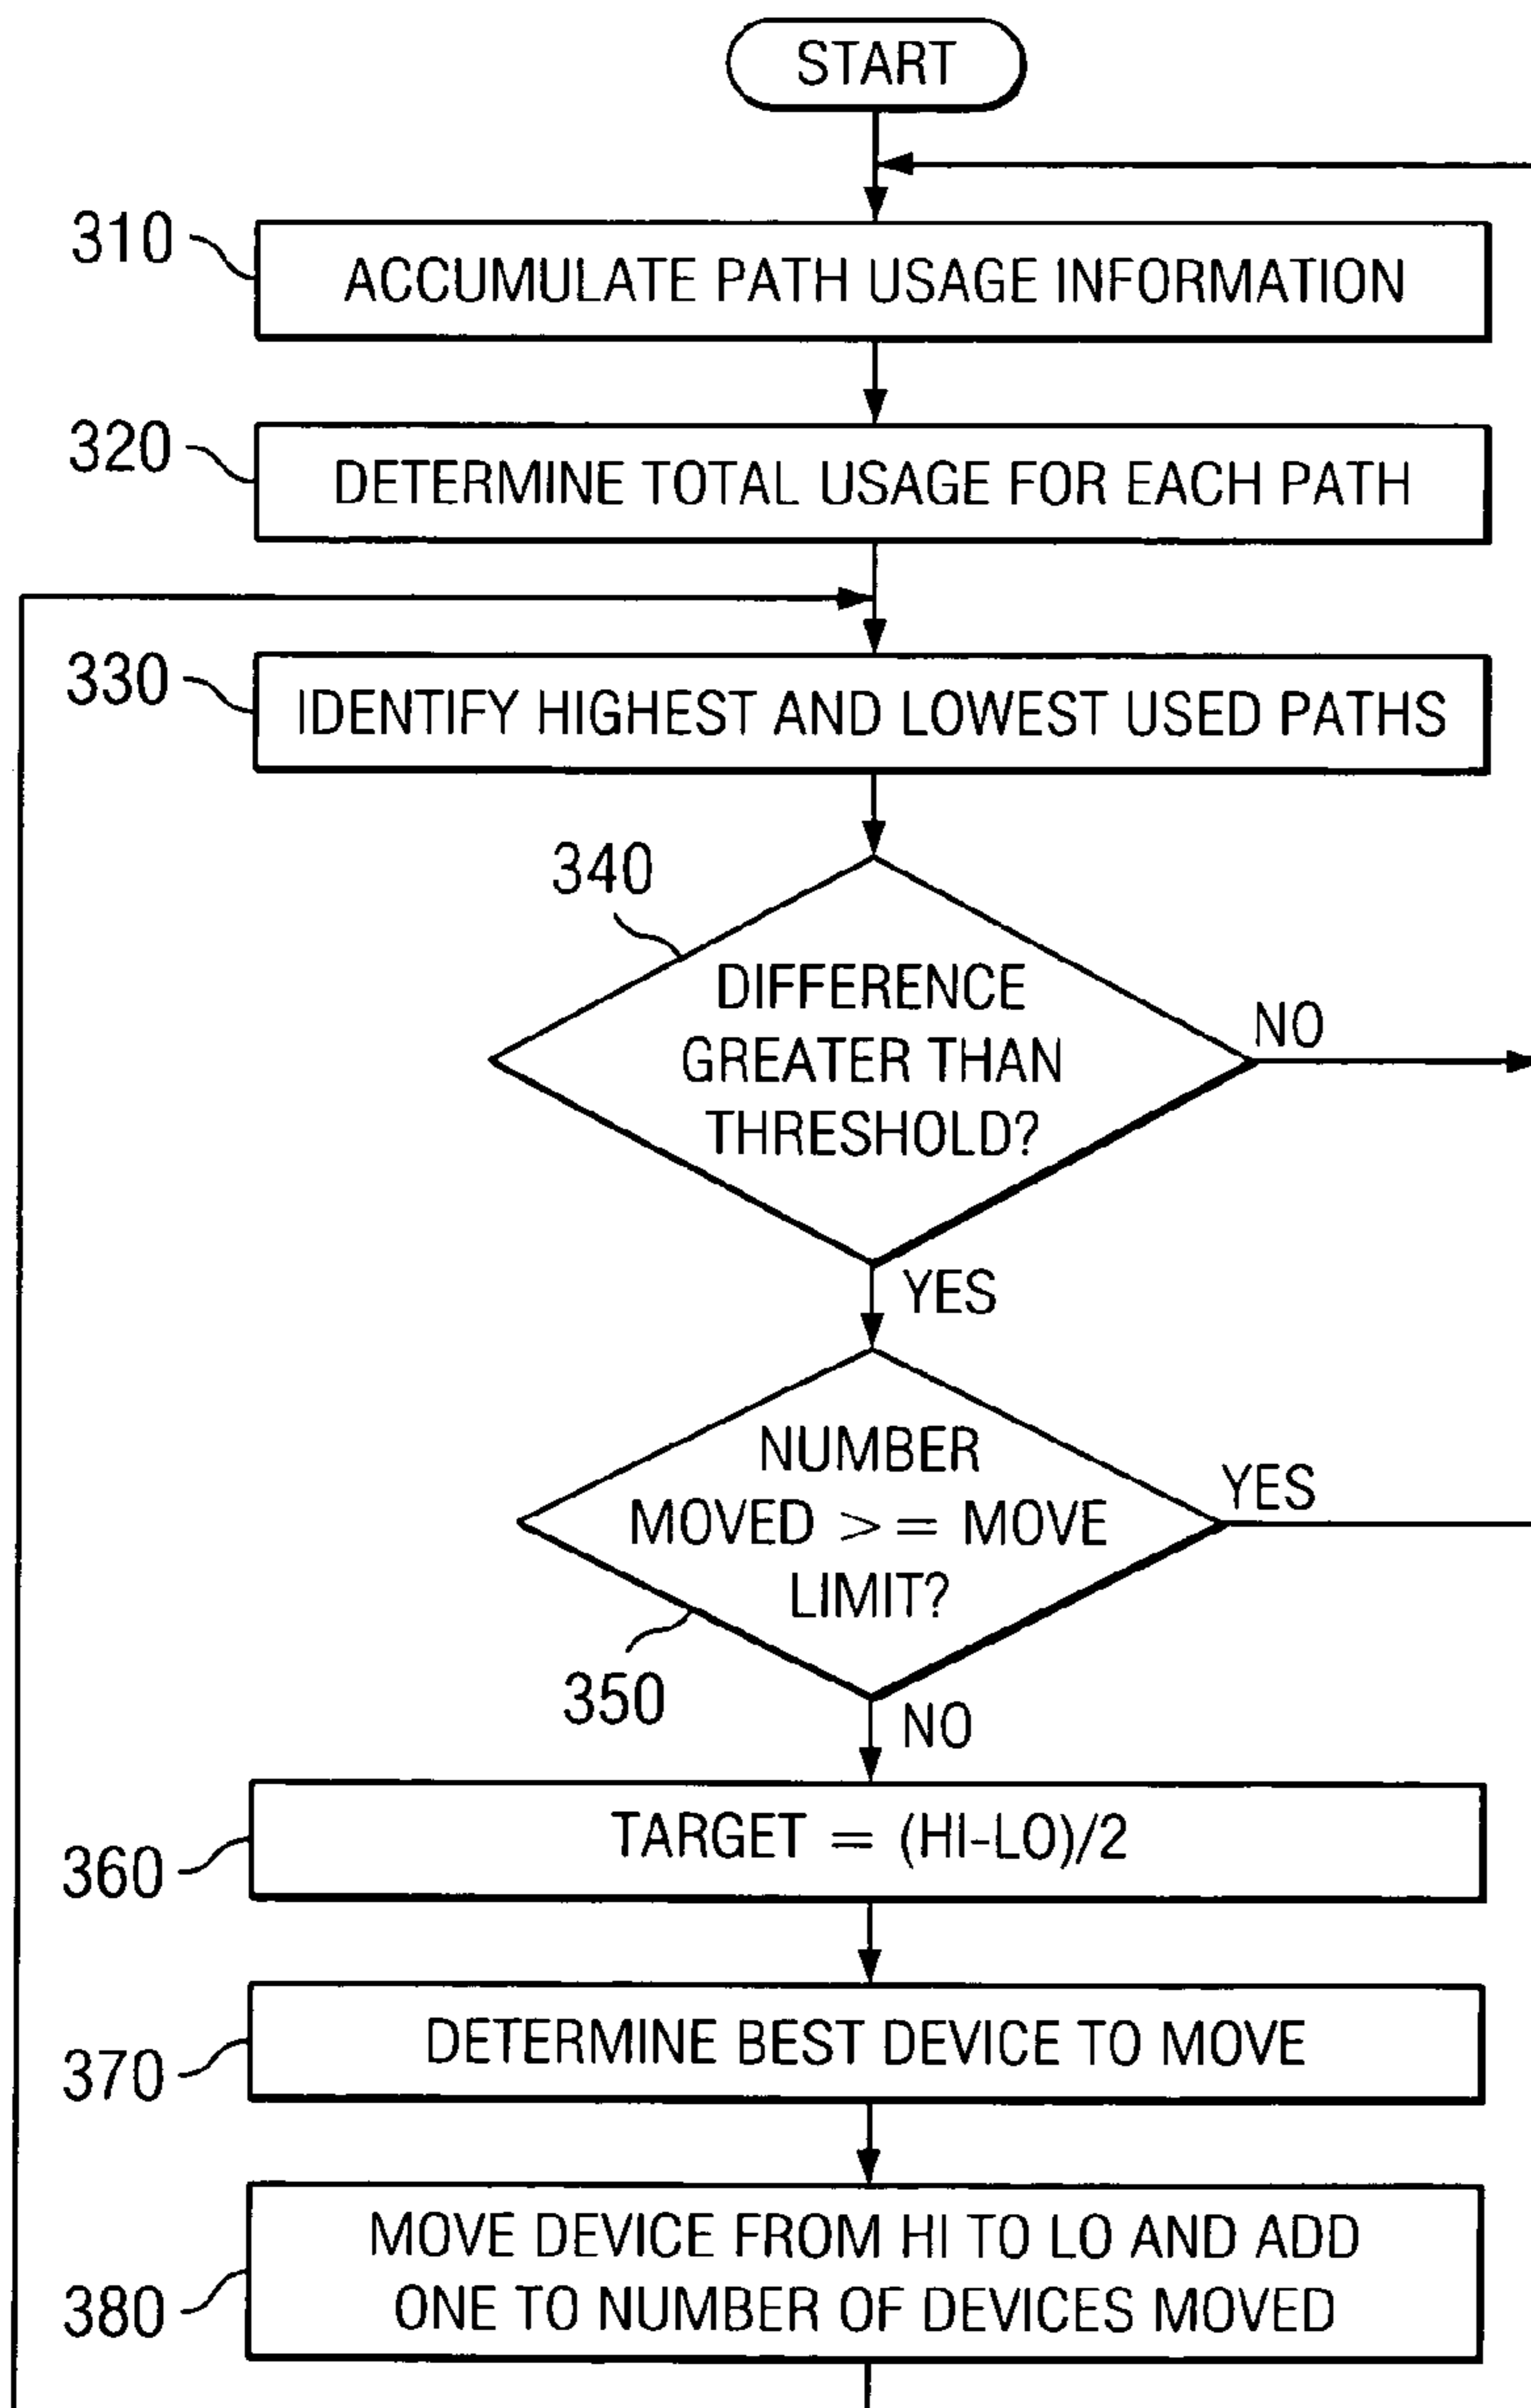 START
310
ACCUMULATE PATH USAGE INFORMATION
320
DETERMINE TOTAL USAGE FOR EACH PATH
330
IDENTIFY HIGHEST AND LOWEST USED PATHS
340
DIFFERENCE
GREATER THAN
THRESHOLD?
NO
YES
NUMBER
MOVED >= MOVE
LIMIT?
YES
350
NO
TARGET = (HI-LO)/2
360
DETERMINE BEST DEVICE TO MOVE
370
MOVE DEVICE FROM HI TO LO AND ADD
ONE TO NUMBER OF DEVICES MOVED
380